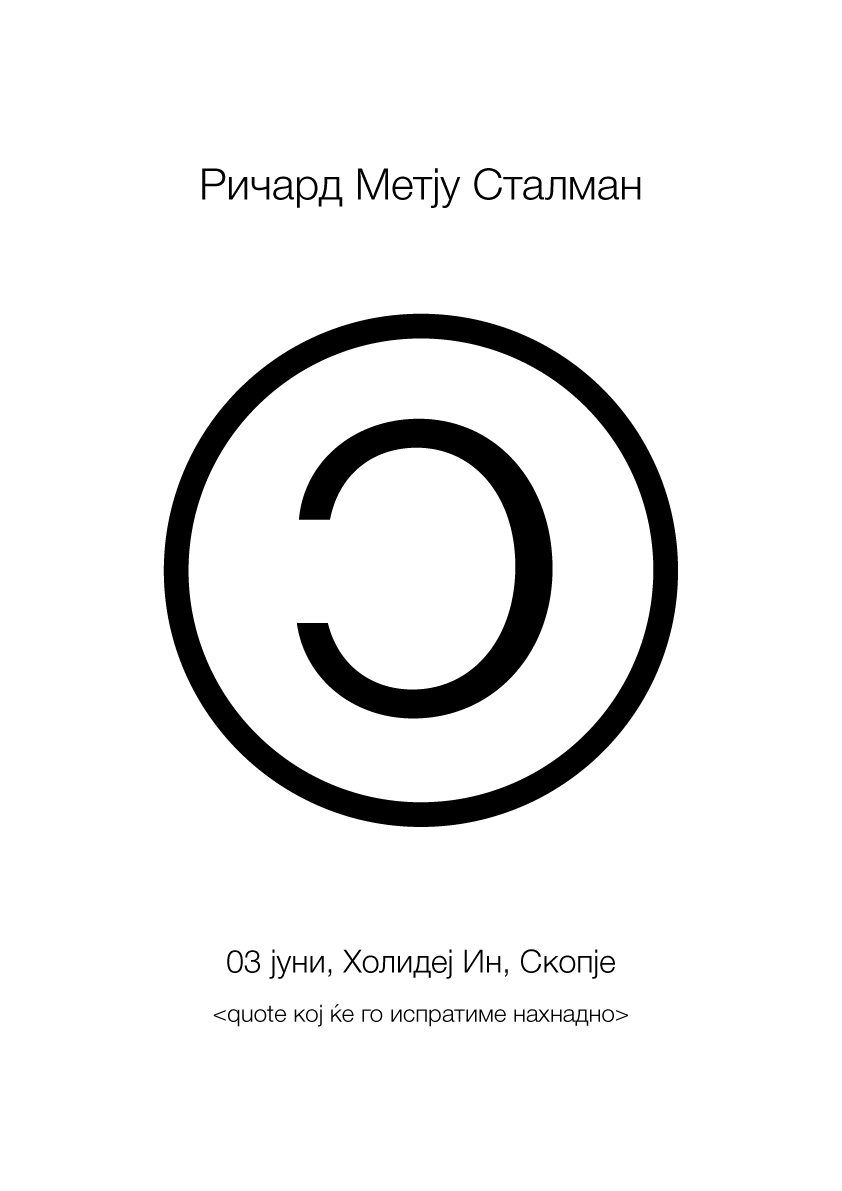 Ричард Метју Сталман
03 јуни, Холидеј Ин, Скопје
<quote кој ќе го испратиме нахнадно>